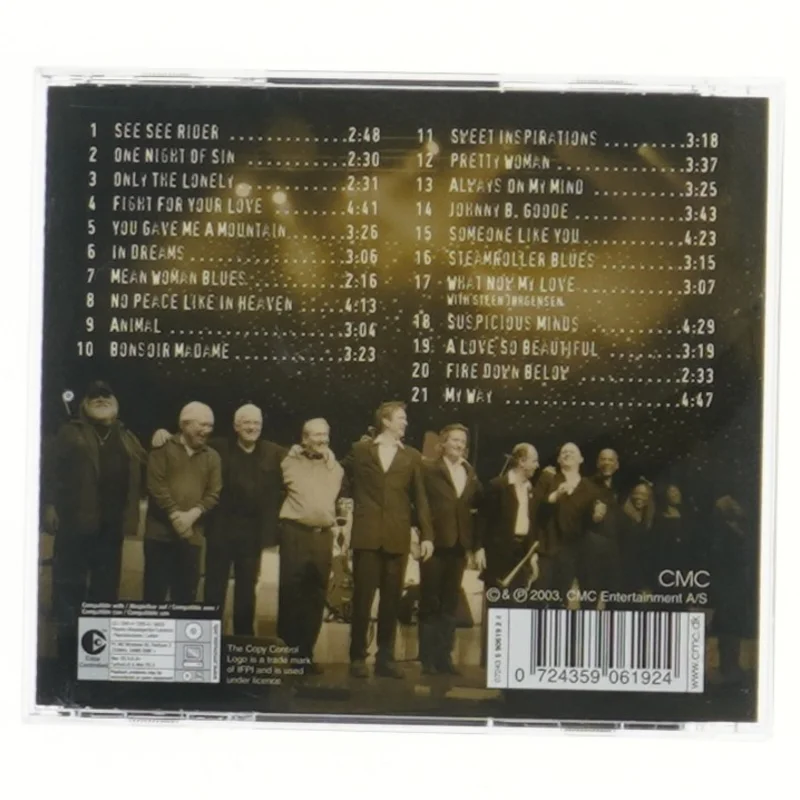 1 SEE SEE RIDER ............2:48
2 ONE NIGHT OF SIN ..........2:30
3 ONLY THE LONELY............2:31
4 FIGHT FOR YOUR LOVE ........4:41
5 YOU GAVE ME A MOUNTAIN......3:26
6 IN DREAMS ................3:06
7 MEAN WOMAN BLUES..........2:16
8 NO PEACE LIKE IN HEAVEN .....4:13
9 ANIMAL ..................3:04
10 BONSOIR MADAME ............3:23
11 SWEET INSPIRATIONS .........3:18
12 PRETTY WOMAN .............3:37
13 ALWAYS ON MY MIND .........3:25
14 JOHNNY B. GOODE ...........3:43
15 SOMEONE LIKE YOU..........4:23
16 STEAMROLLER BLUES .........3:15
17 WHAT NOW MY LOVE .........3:07
WITH STEEN JØRGENSEN
18 SUSPICIOUS MINDS ..........4:29
19 A LOVE SO BEAUTIFUL ........3:19
20 FIRE DOWN BELOW ..........2:33
21 MY WAY .................4:47
CMC
© & ℗ 2003, CMC Entertainment A/S
The Copy Control
Logo is a trade mark
of IFPI and is used
under licence
0 724359 061924
www.cmc.dk